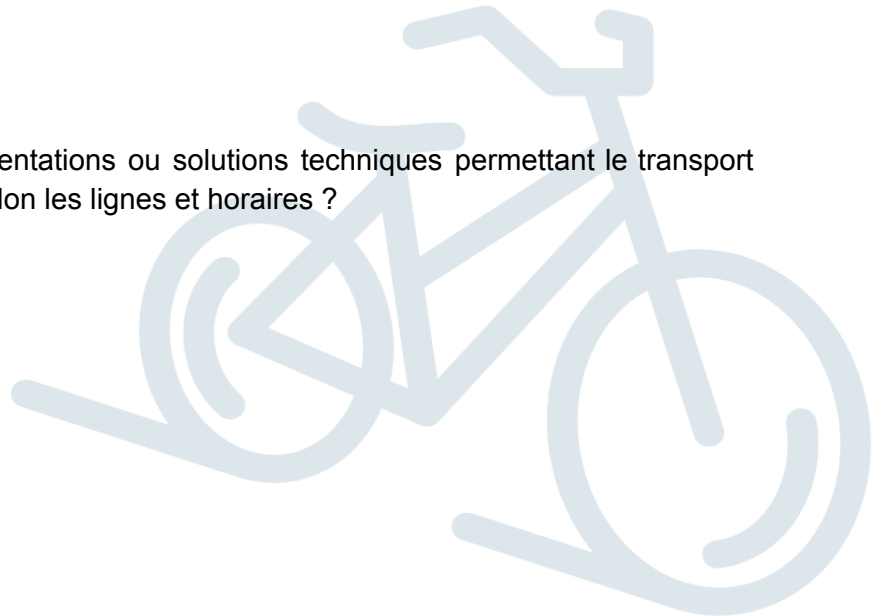 entations ou solutions techniques permettant le transport
lon les lignes et horaires ?